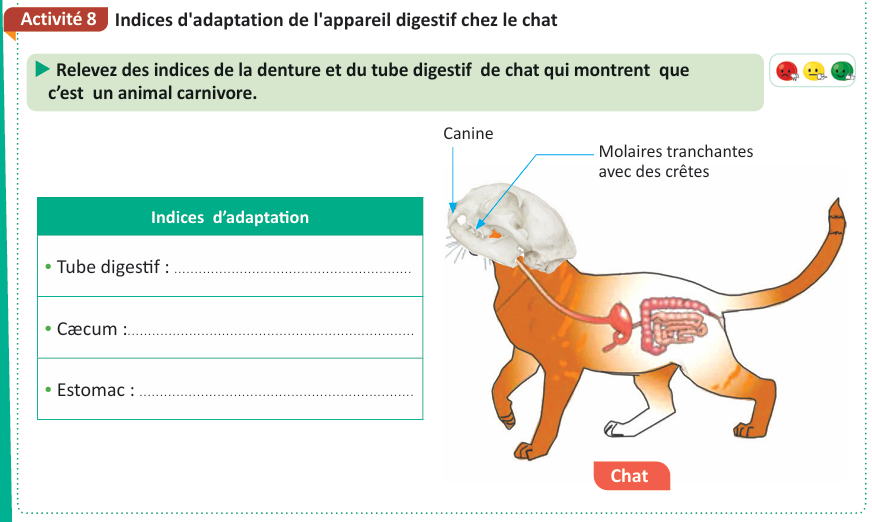 Activité 8 Indices d'adaptation de l'appareil digestif chez le chat
Relevez des indices de la denture et du tube digestif de chat qui montrent que
c’est un animal carnivore.
Canine
Molaires tranchantes
avec des crêtes
Indices d’adaptation
• Tube digestif : ................................................
• Cæcum :..........................................................
• Estomac : .......................................................
Chat